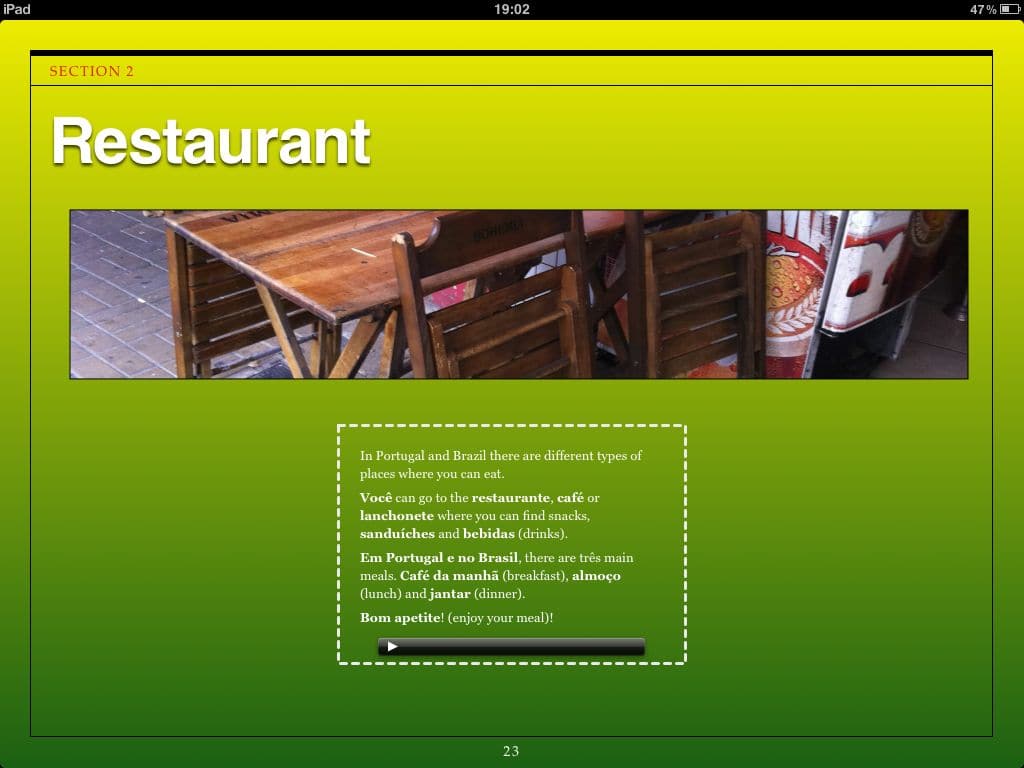 iPad 19:02 47%
SECTION 2
Restaurant
BOHEMIA
In Portugal and Brazil there are different types of
places where you can eat.
Você can go to the restaurante, café or
lanchonete where you can find snacks,
sanduíches and bebidas (drinks).
Em Portugal e no Brasil, there are três main
meals. Café da manhã (breakfast), almoço
(lunch) and jantar (dinner).
Bom apetite! (enjoy your meal)!
23